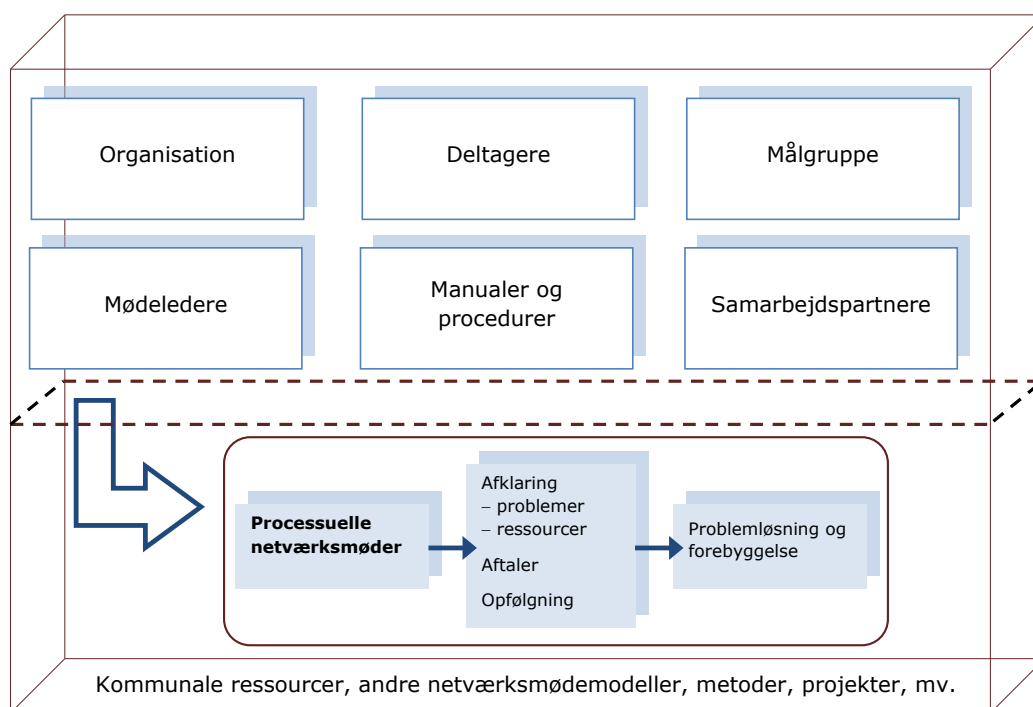 Organisation
Deltagere
Målgruppe
Mødeledere
Manualer og
procedurer
Samarbejdspartnere
Processuelle
netværksmøder
Afklaring
– problemer
– ressourcer
Aftaler
Opfølgning
Problemløsning og
forebyggelse
Kommunale ressourcer, andre netværksmødemodeller, metoder, projekter, mv.